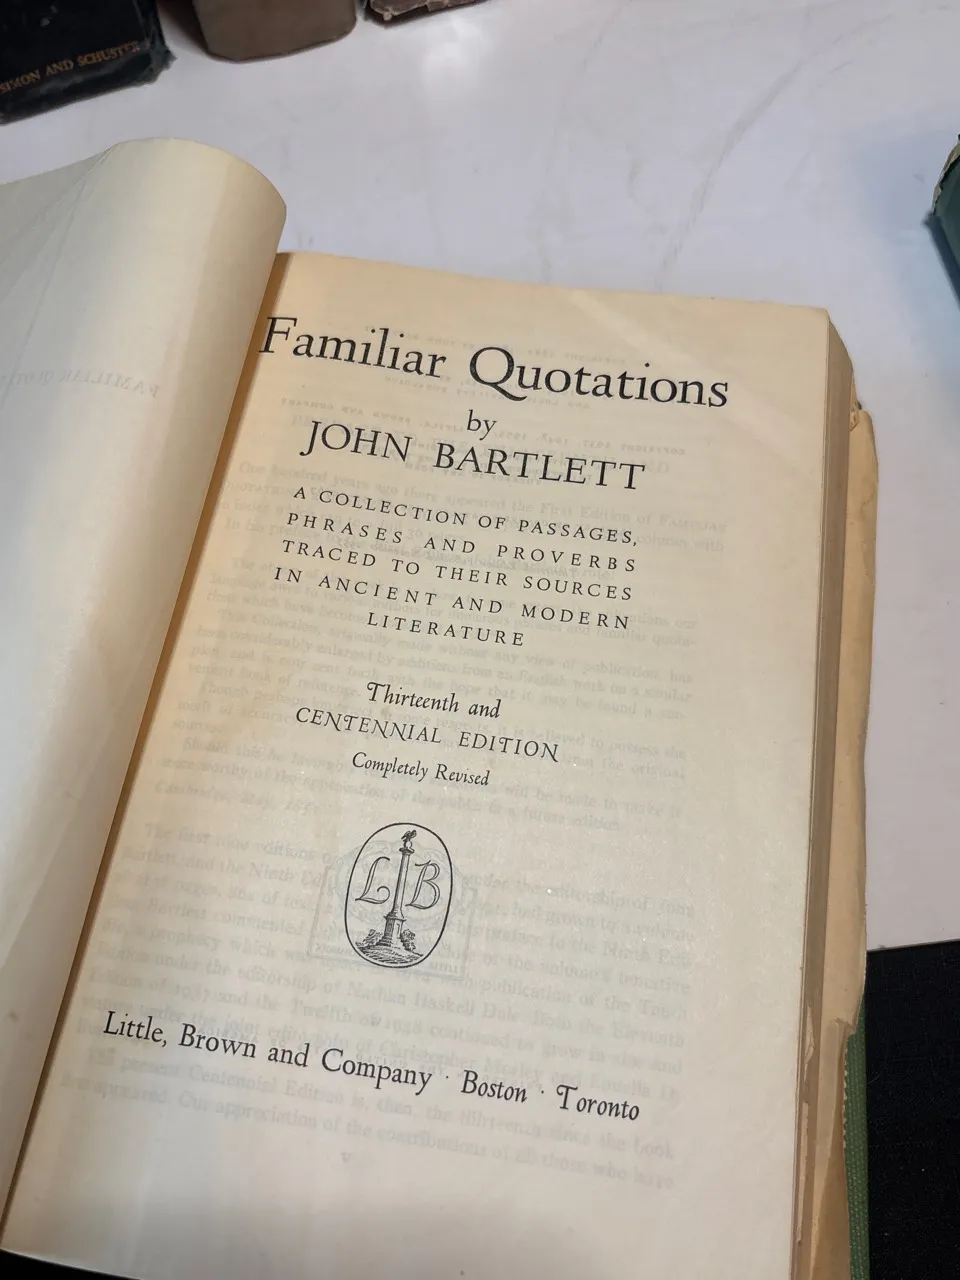 SIMON AND SCHUSTER
Familiar Quotations
by
JOHN BARTLETT
A COLLECTION OF PASSAGES,
PHRASES AND PROVERBS
TRACED TO THEIR SOURCES
IN ANCIENT AND MODERN
LITERATURE
Thirteenth and
CENTENNIAL EDITION
Completely Revised
L B
Little, Brown and Company · Boston · Toronto